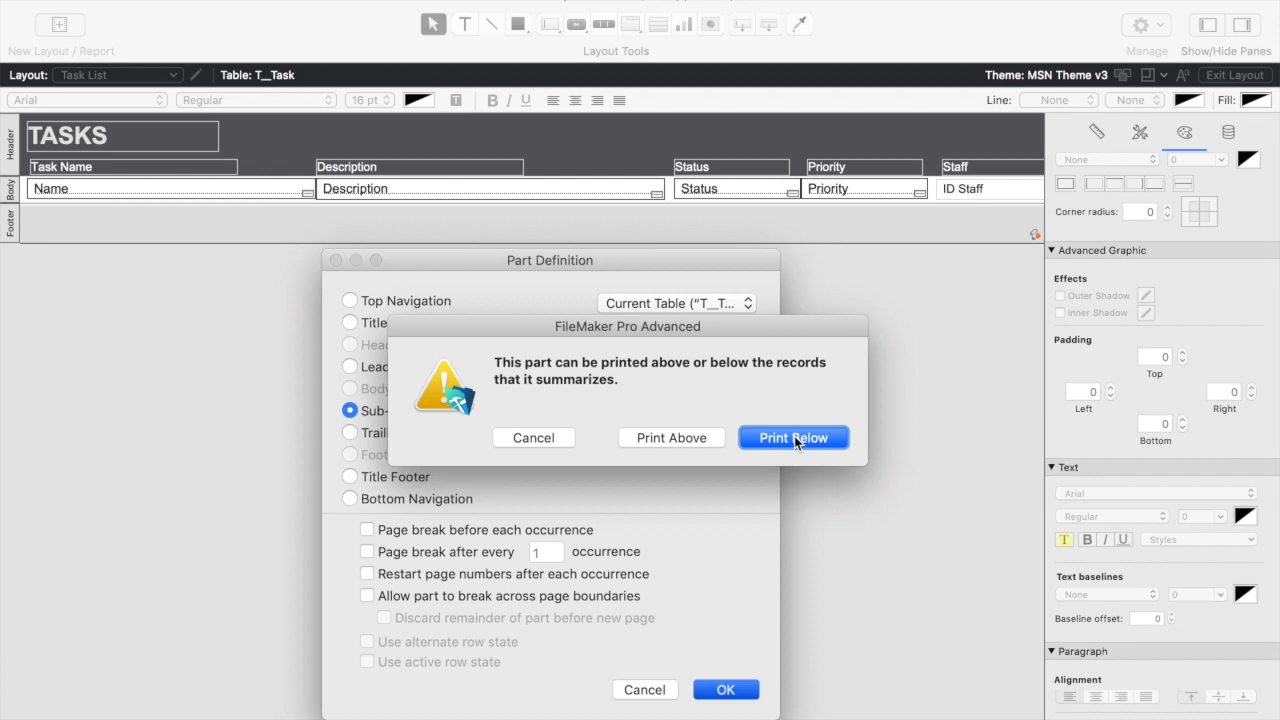 New Layout / Report
Layout Tools
Manage
Show/Hide Panes
Layout:
Task List
Table: T__Task
Theme: MSN Theme v3
Exit Layout
Arial
Regular
16 pt
B I U
Line:
None
None
Fill:
Header
TASKS
Task Name
Description
Status
Priority
Staff
Body
Name
Description
Status
Priority
ID Staff
Footer
Part Definition
Top Navigation
Current Table ("T__T...
Title
Hea
Lea
Body
Sub-
Traili
Foot
Title Footer
Bottom Navigation
FileMaker Pro Advanced
This part can be printed above or below the records
that it summarizes.
Cancel
Print Above
Print Below
Page break before each occurrence
Page break after every
1
occurrence
Restart page numbers after each occurrence
Allow part to break across page boundaries
Discard remainder of part before new page
Use alternate row state
Use active row state
Cancel
OK
None
0
Corner radius:
0
Advanced Graphic
Effects
Outer Shadow
Inner Shadow
Padding
0
Top
0
Left
0
Right
0
Bottom
Text
Arial
Regular
0
T B I U
Styles
Text baselines
None
0
Baseline offset:
0
Paragraph
Alignment